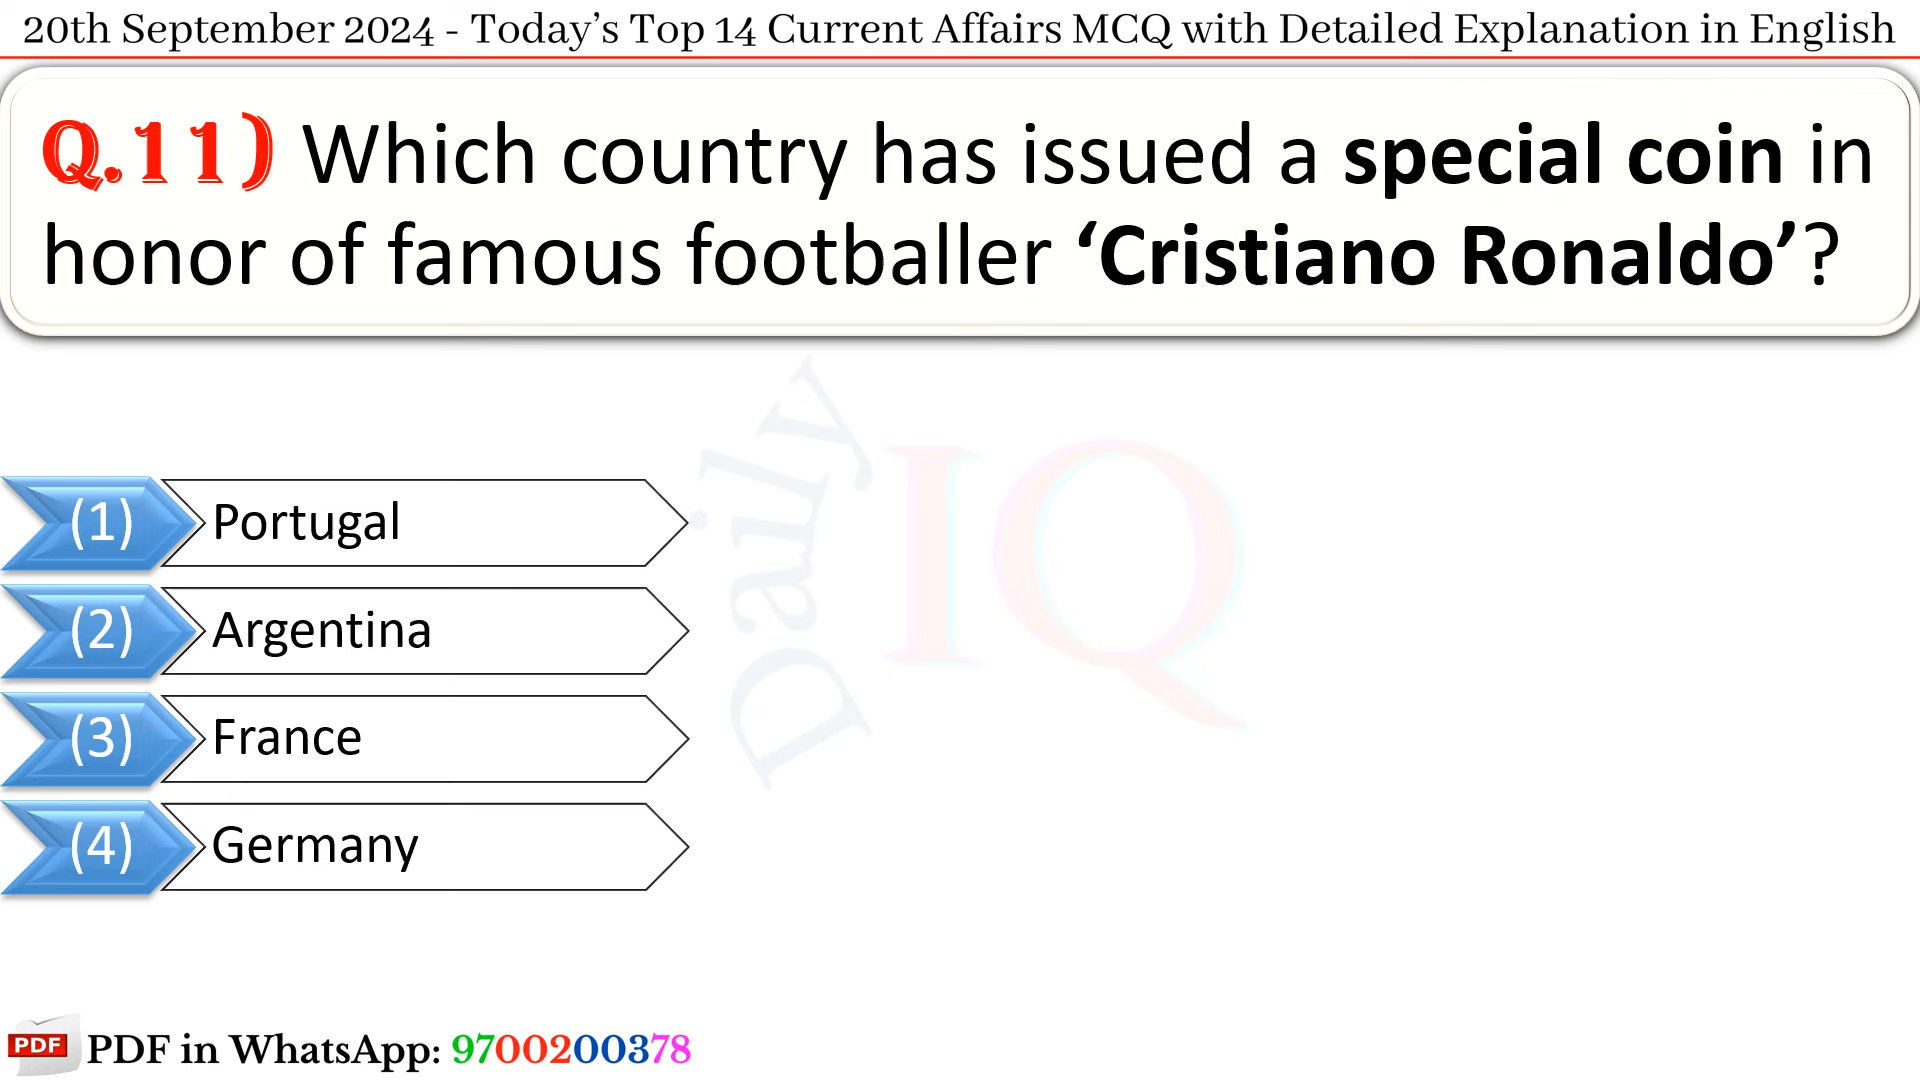 20th September 2024 - Today’s Top 14 Current Affairs MCQ with Detailed Explanation in English
Q.11) Which country has issued a special coin in
honor of famous footballer ‘Cristiano Ronaldo’?
Daily IQ
(1) Portugal
(2) Argentina
(3) France
(4) Germany
PDF PDF in WhatsApp: 9700200378